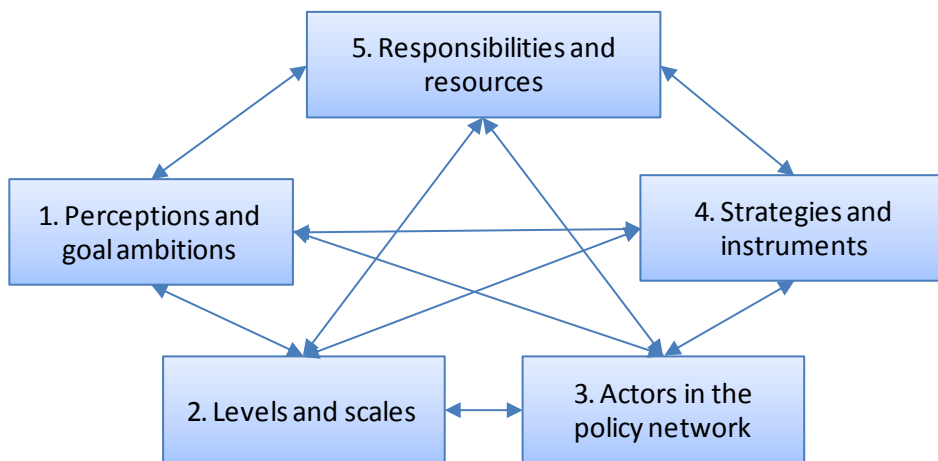 5. Responsibilities and
resources
1. Perceptions and
goal ambitions
4. Strategies and
instruments
2. Levels and scales
3. Actors in the
policy network